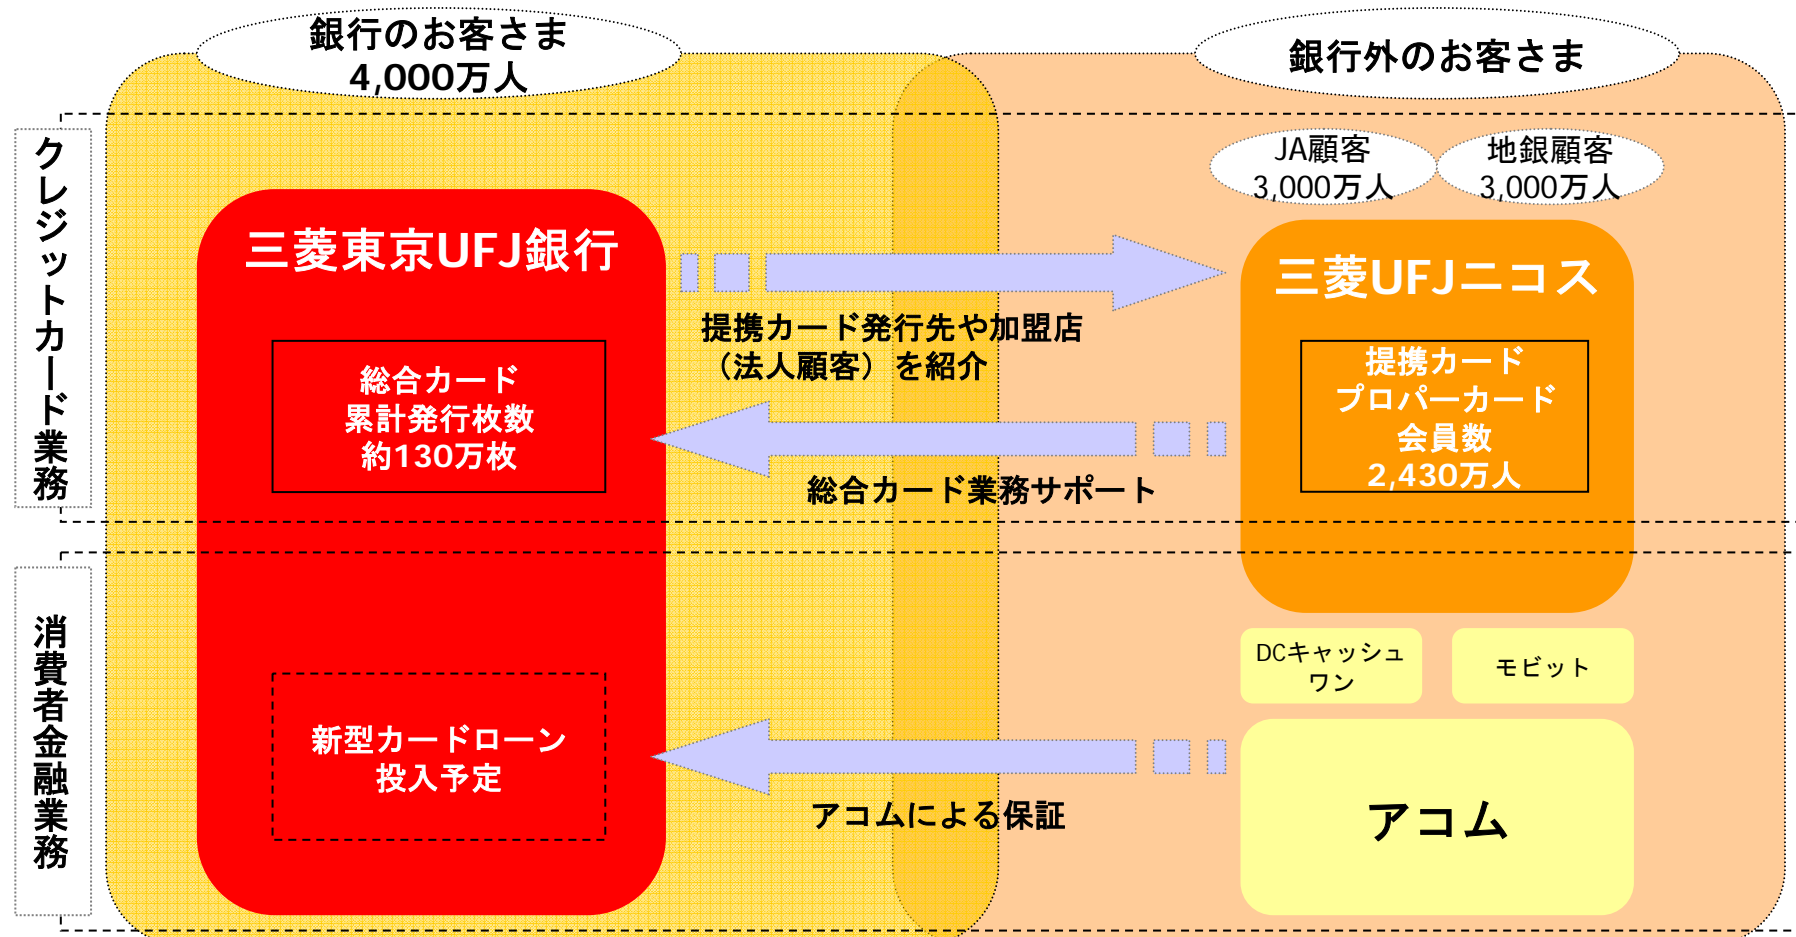 銀行のお客さま
4,000万人
銀行外のお客さま
クレジットカード業務
JA顧客
3,000万人
地銀顧客
3,000万人
三菱東京UFJ銀行
総合カード
累計発行枚数
約130万枚
提携カード発行先や加盟店
（法人顧客）を紹介
総合カード業務サポート
三菱UFJニコス
提携カード
プロパーカード
会員数
2,430万人
消費者金融業務
新型カードローン
投入予定
アコムによる保証
DCキャッシュ
ワン
モビット
アコム